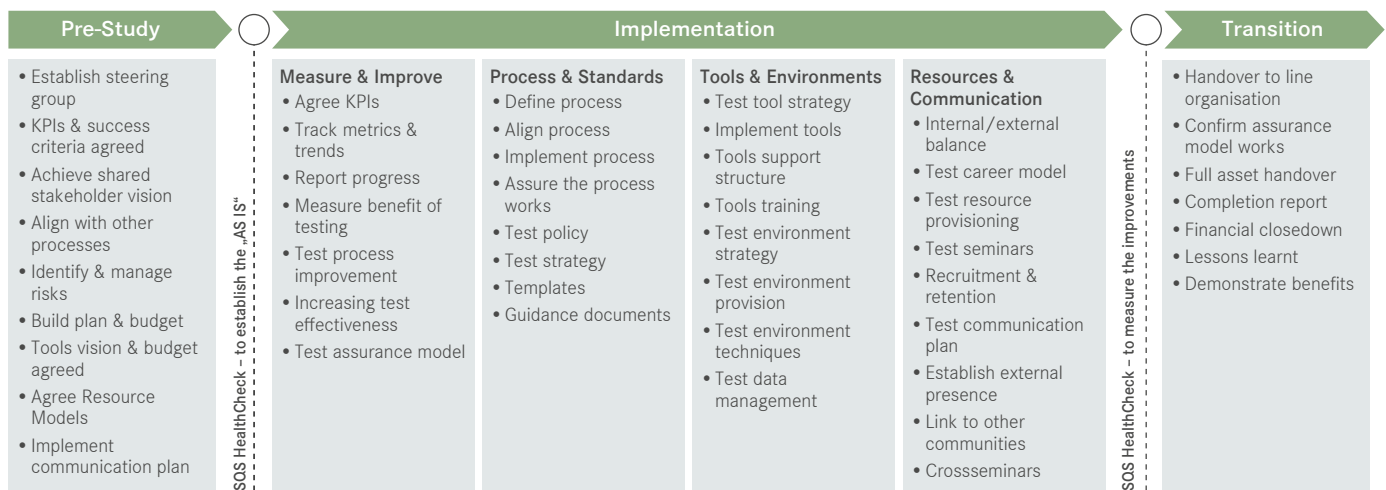 Pre-Study
Implementation
Transition
• Establish steering
group
• KPIs & success
criteria agreed
• Achieve shared
stakeholder vision
• Align with other
processes
• Identify & manage
risks
• Build plan & budget
• Tools vision & budget
agreed
• Agree Resource
Models
• Implement
communication plan
SQS HealthCheck – to establish the „AS IS“
Measure & Improve
• Agree KPIs
• Track metrics &
trends
• Report progress
• Measure benefit of
testing
• Test process
improvement
• Increasing test
effectiveness
• Test assurance model
Process & Standards
• Define process
• Align process
• Implement process
• Assure the process
works
• Test policy
• Test strategy
• Templates
• Guidance documents
Tools & Environments
• Test tool strategy
• Implement tools
• Tools support
structure
• Tools training
• Test environment
strategy
• Test environment
provision
• Test environment
techniques
• Test data
management
Resources &
Communication
• Internal/external
balance
• Test career model
• Test resource
provisioning
• Test seminars
• Recruitment &
retention
• Test communication
plan
• Establish external
presence
• Link to other
communities
• Crossseminars
SQS HealthCheck – to measure the improvements
• Handover to line
organisation
• Confirm assurance
model works
• Full asset handover
• Completion report
• Financial closedown
• Lessons learnt
• Demonstrate benefits